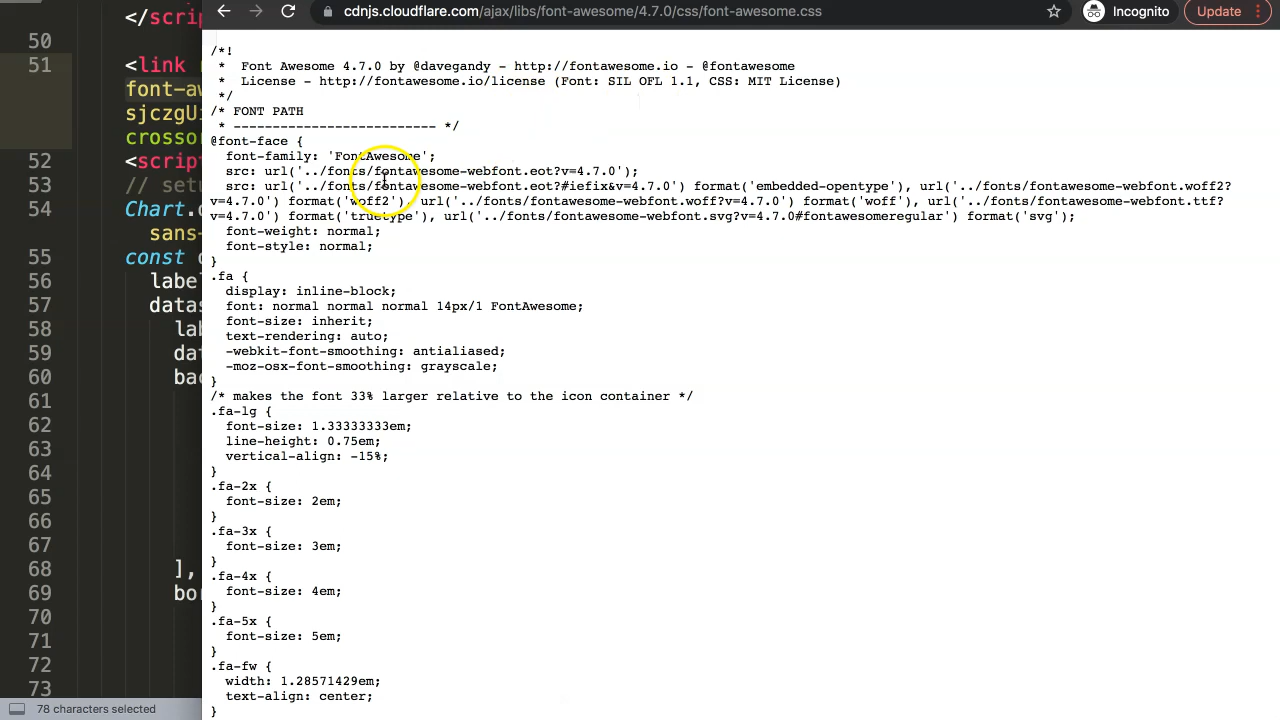 cdnjs.cloudflare.com/ajax/libs/font-awesome/4.7.0/css/font-awesome.css
Incognito
Update
/*!
 *  Font Awesome 4.7.0 by @davegandy - http://fontawesome.io - @fontawesome
 *  License - http://fontawesome.io/license (Font: SIL OFL 1.1, CSS: MIT License)
 */
/* FONT PATH
 * -------------------------- */
@font-face {
  font-family: 'FontAwesome';
  src: url('../fonts/fontawesome-webfont.eot?v=4.7.0');
  src: url('../fonts/fontawesome-webfont.eot?#iefix&v=4.7.0') format('embedded-opentype'), url('../fonts/fontawesome-webfont.woff2?
v=4.7.0') format('woff2'), url('../fonts/fontawesome-webfont.woff?v=4.7.0') format('woff'), url('../fonts/fontawesome-webfont.ttf?
v=4.7.0') format('truetype'), url('../fonts/fontawesome-webfont.svg?v=4.7.0#fontawesomeregular') format('svg');
  font-weight: normal;
  font-style: normal;
}
.fa {
  display: inline-block;
  font: normal normal normal 14px/1 FontAwesome;
  font-size: inherit;
  text-rendering: auto;
  -webkit-font-smoothing: antialiased;
  -moz-osx-font-smoothing: grayscale;
}
/* makes the font 33% larger relative to the icon container */
.fa-lg {
  font-size: 1.33333333em;
  line-height: 0.75em;
  vertical-align: -15%;
}
.fa-2x {
  font-size: 2em;
}
.fa-3x {
  font-size: 3em;
}
.fa-4x {
  font-size: 4em;
}
.fa-5x {
  font-size: 5em;
}
.fa-fw {
  width: 1.28571429em;
  text-align: center;
}
</scrip
50
51 <link
font-aw
sjczgUi
crossor
52 <script
53 // setu
54 Chart.
sans-
55 const
56 labe
57 datas
58 la
59 da
60 bac
61
62
63
64
65
66
67
68 ],
69 bo
70
71
72
73
78 characters selected